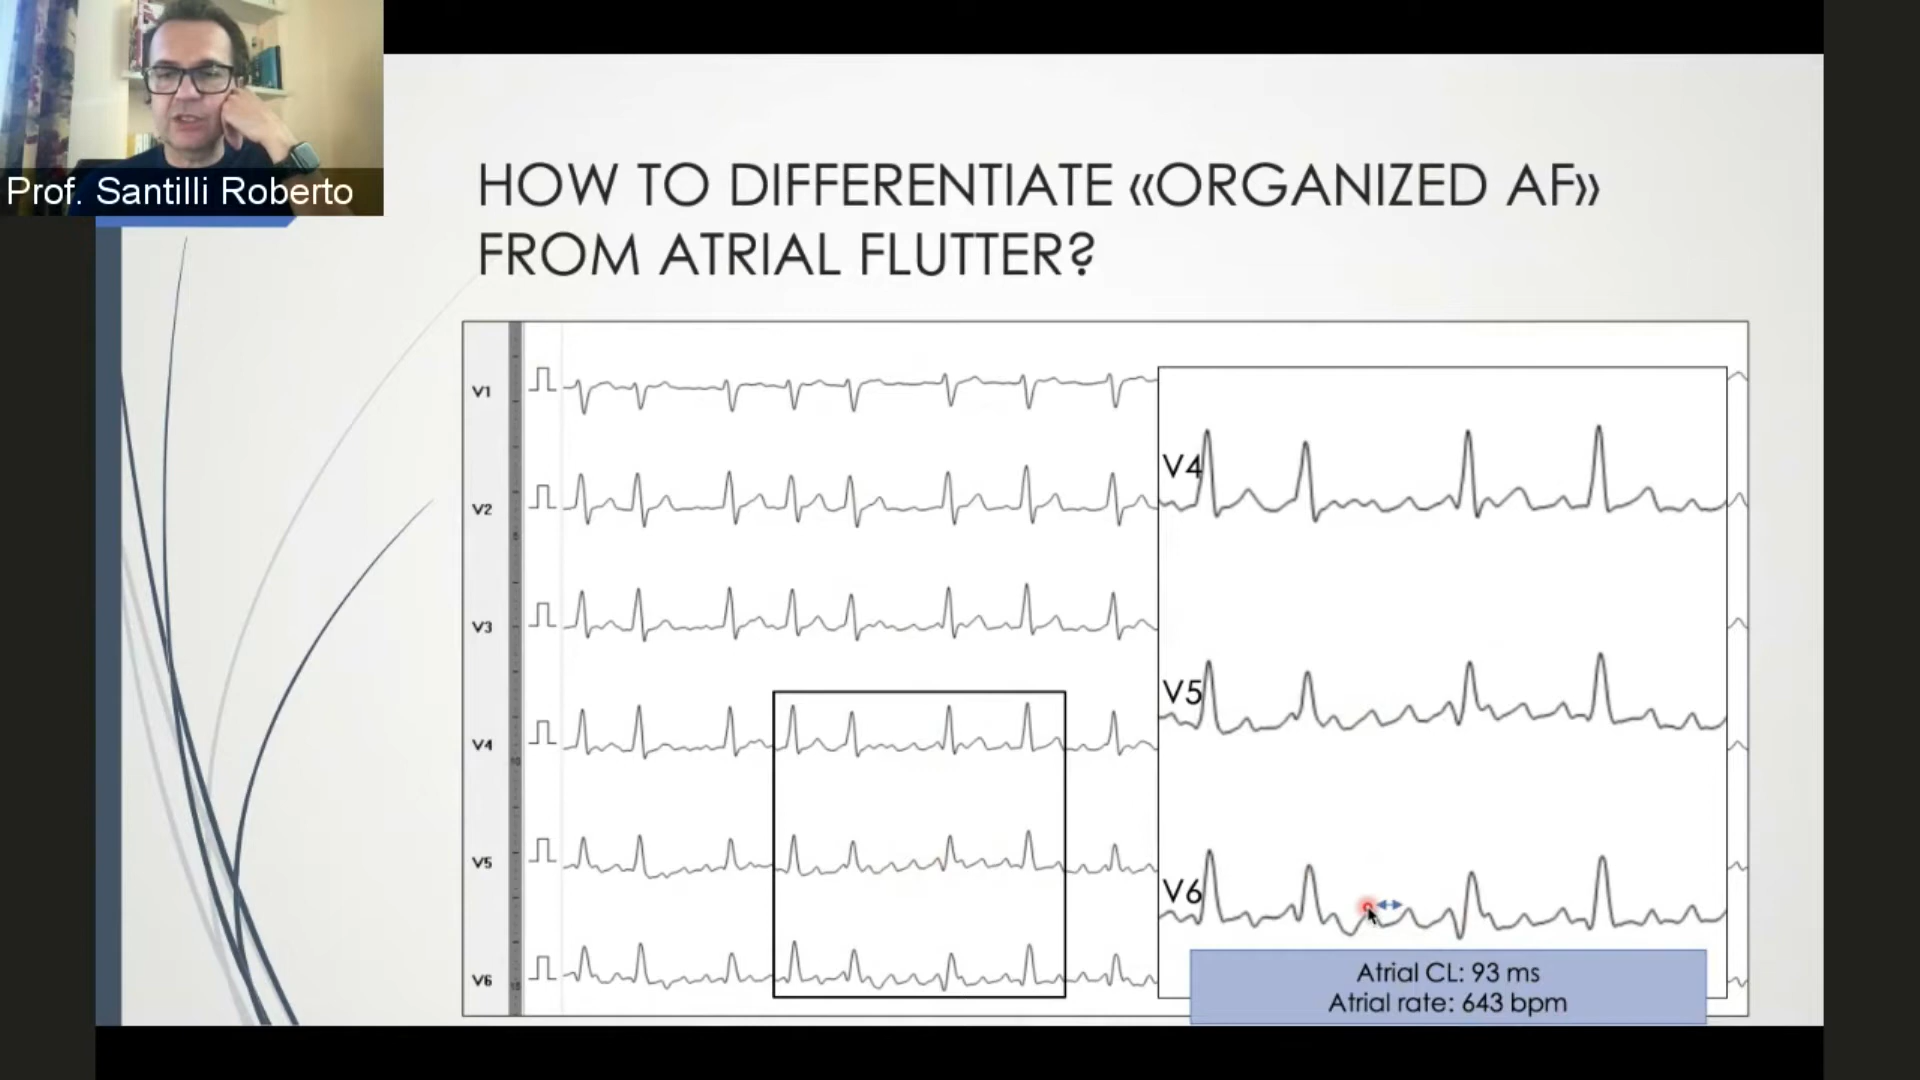 Prof. Santilli Roberto
HOW TO DIFFERENTIATE «ORGANIZED AF»
FROM ATRIAL FLUTTER?
V1
V2
V3
V4
V5
V6
V4
V5
V6
Atrial CL: 93 ms
Atrial rate: 643 bpm